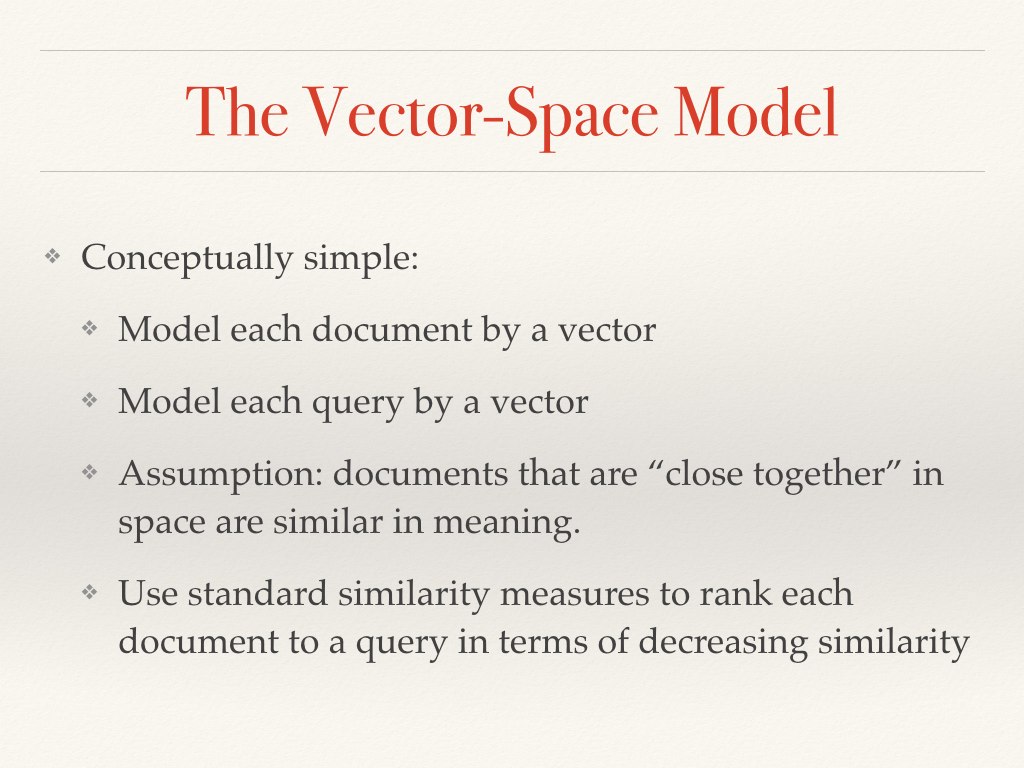 The Vector-Space Model
❖ Conceptually simple:
❖ Model each document by a vector
❖ Model each query by a vector
❖ Assumption: documents that are “close together” in
space are similar in meaning.
❖ Use standard similarity measures to rank each
document to a query in terms of decreasing similarity